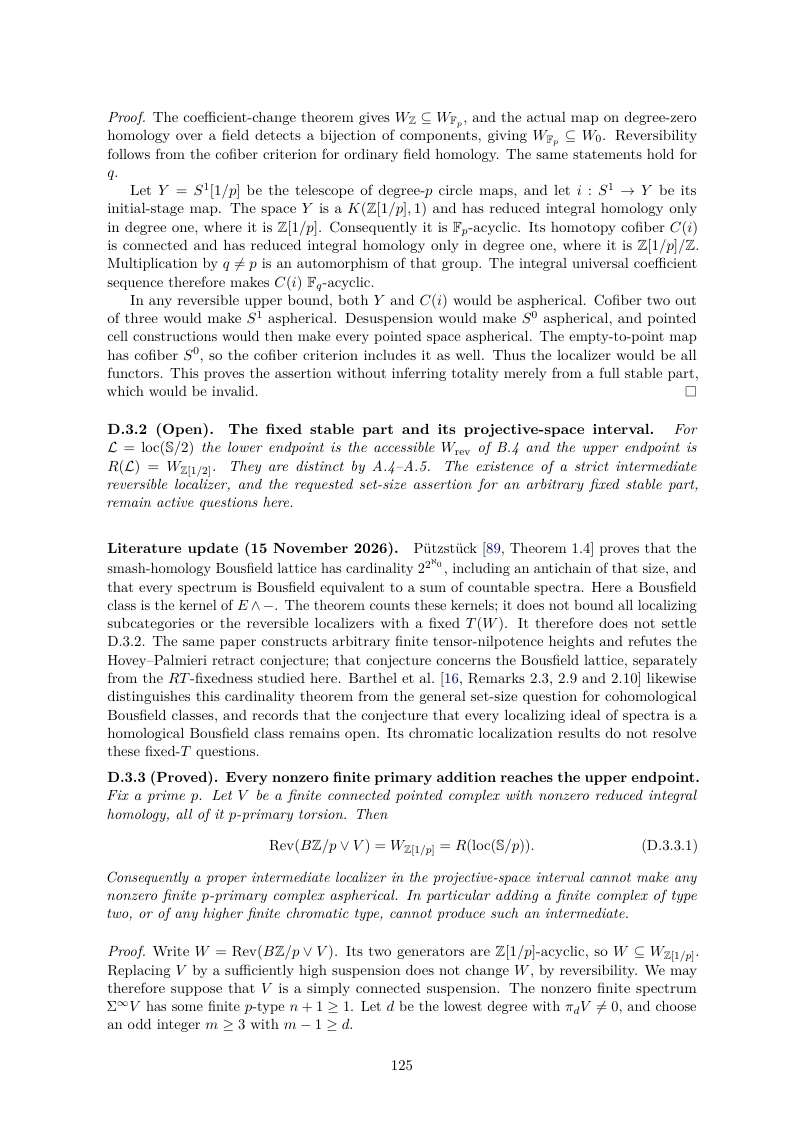 Proof. The coefficient-change theorem gives W_ℤ ⊆ W_{𝔽_p}, and the actual map on degree-zero
homology over a field detects a bijection of components, giving W_{𝔽_p} ⊆ W_0. Reversibility
follows from the cofiber criterion for ordinary field homology. The same statements hold for
q.
Let Y = S^1[1/p] be the telescope of degree-p circle maps, and let i : S^1 → Y be its
initial-stage map. The space Y is a K(ℤ[1/p], 1) and has reduced integral homology only
in degree one, where it is ℤ[1/p]. Consequently it is 𝔽_p-acyclic. Its homotopy cofiber C(i)
is connected and has reduced integral homology only in degree one, where it is ℤ[1/p]/ℤ.
Multiplication by q ≠ p is an automorphism of that group. The integral universal coefficient
sequence therefore makes C(i) 𝔽_q-acyclic.
In any reversible upper bound, both Y and C(i) would be aspherical. Cofiber two out
of three would make S^1 aspherical. Desuspension would make S^0 aspherical, and pointed
cell constructions would then make every pointed space aspherical. The empty-to-point map
has cofiber S^0, so the cofiber criterion includes it as well. Thus the localizer would be all
functors. This proves the assertion without inferring totality merely from a full stable part,
which would be invalid. □
D.3.2 (Open). The fixed stable part and its projective-space interval. For
ℒ = loc(𝕊/2) the lower endpoint is the accessible W_rev of B.4 and the upper endpoint is
R(ℒ) = W_{ℤ[1/2]}. They are distinct by A.4–A.5. The existence of a strict intermediate
reversible localizer, and the requested set-size assertion for an arbitrary fixed stable part,
remain active questions here.
Literature update (15 November 2026). Pützstück [89, Theorem 1.4] proves that the
smash-homology Bousfield lattice has cardinality 2^{2^{ℵ_0}}, including an antichain of that size, and
that every spectrum is Bousfield equivalent to a sum of countable spectra. Here a Bousfield
class is the kernel of E ∧ −. The theorem counts these kernels; it does not bound all localizing
subcategories or the reversible localizers with a fixed T(W). It therefore does not settle
D.3.2. The same paper constructs arbitrary finite tensor-nilpotence heights and refutes the
Hovey–Palmieri retract conjecture; that conjecture concerns the Bousfield lattice, separately
from the RT-fixedness studied here. Barthel et al. [16, Remarks 2.3, 2.9 and 2.10] likewise
distinguishes this cardinality theorem from the general set-size question for cohomological
Bousfield classes, and records that the conjecture that every localizing ideal of spectra is a
homological Bousfield class remains open. Its chromatic localization results do not resolve
these fixed-T questions.
D.3.3 (Proved). Every nonzero finite primary addition reaches the upper endpoint.
Fix a prime p. Let V be a finite connected pointed complex with nonzero reduced integral
homology, all of it p-primary torsion. Then
Rev(Bℤ/p ∨ V) = W_{ℤ[1/p]} = R(loc(𝕊/p)). (D.3.3.1)
Consequently a proper intermediate localizer in the projective-space interval cannot make any
nonzero finite p-primary complex aspherical. In particular adding a finite complex of type
two, or of any higher finite chromatic type, cannot produce such an intermediate.
Proof. Write W = Rev(Bℤ/p ∨ V). Its two generators are ℤ[1/p]-acyclic, so W ⊆ W_{ℤ[1/p]}.
Replacing V by a sufficiently high suspension does not change W, by reversibility. We may
therefore suppose that V is a simply connected suspension. The nonzero finite spectrum
Σ^∞V has some finite p-type n + 1 ≥ 1. Let d be the lowest degree with π_dV ≠ 0, and choose
an odd integer m ≥ 3 with m − 1 ≥ d.
125